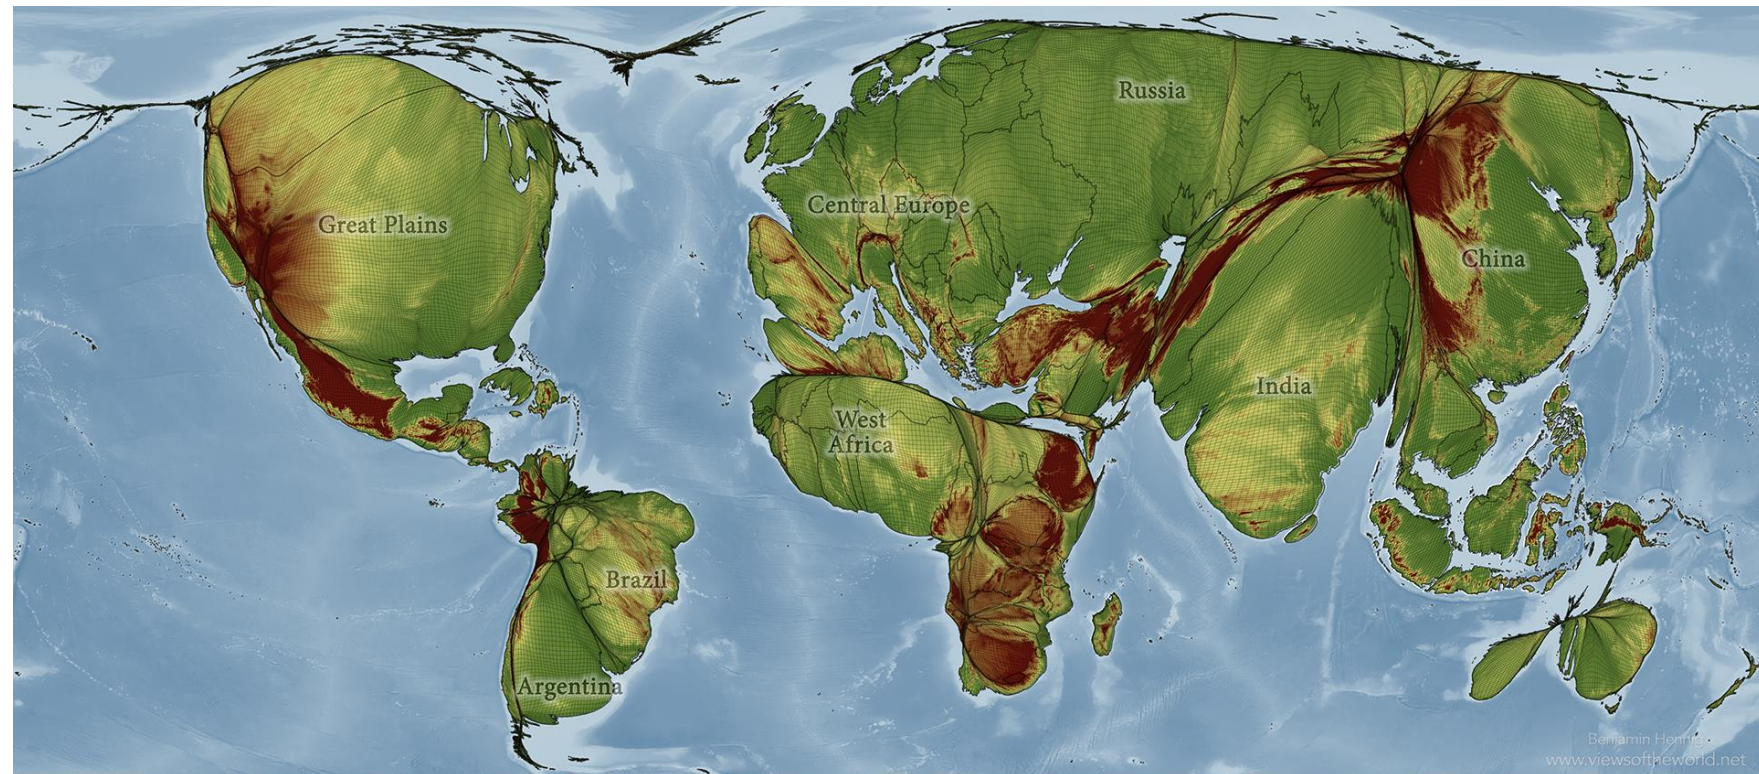 Russia
Central Europe
Great Plains
China
India
West
Africa
Brazil
Argentina
Benjamin Hennig
www.viewsoftheworld.net